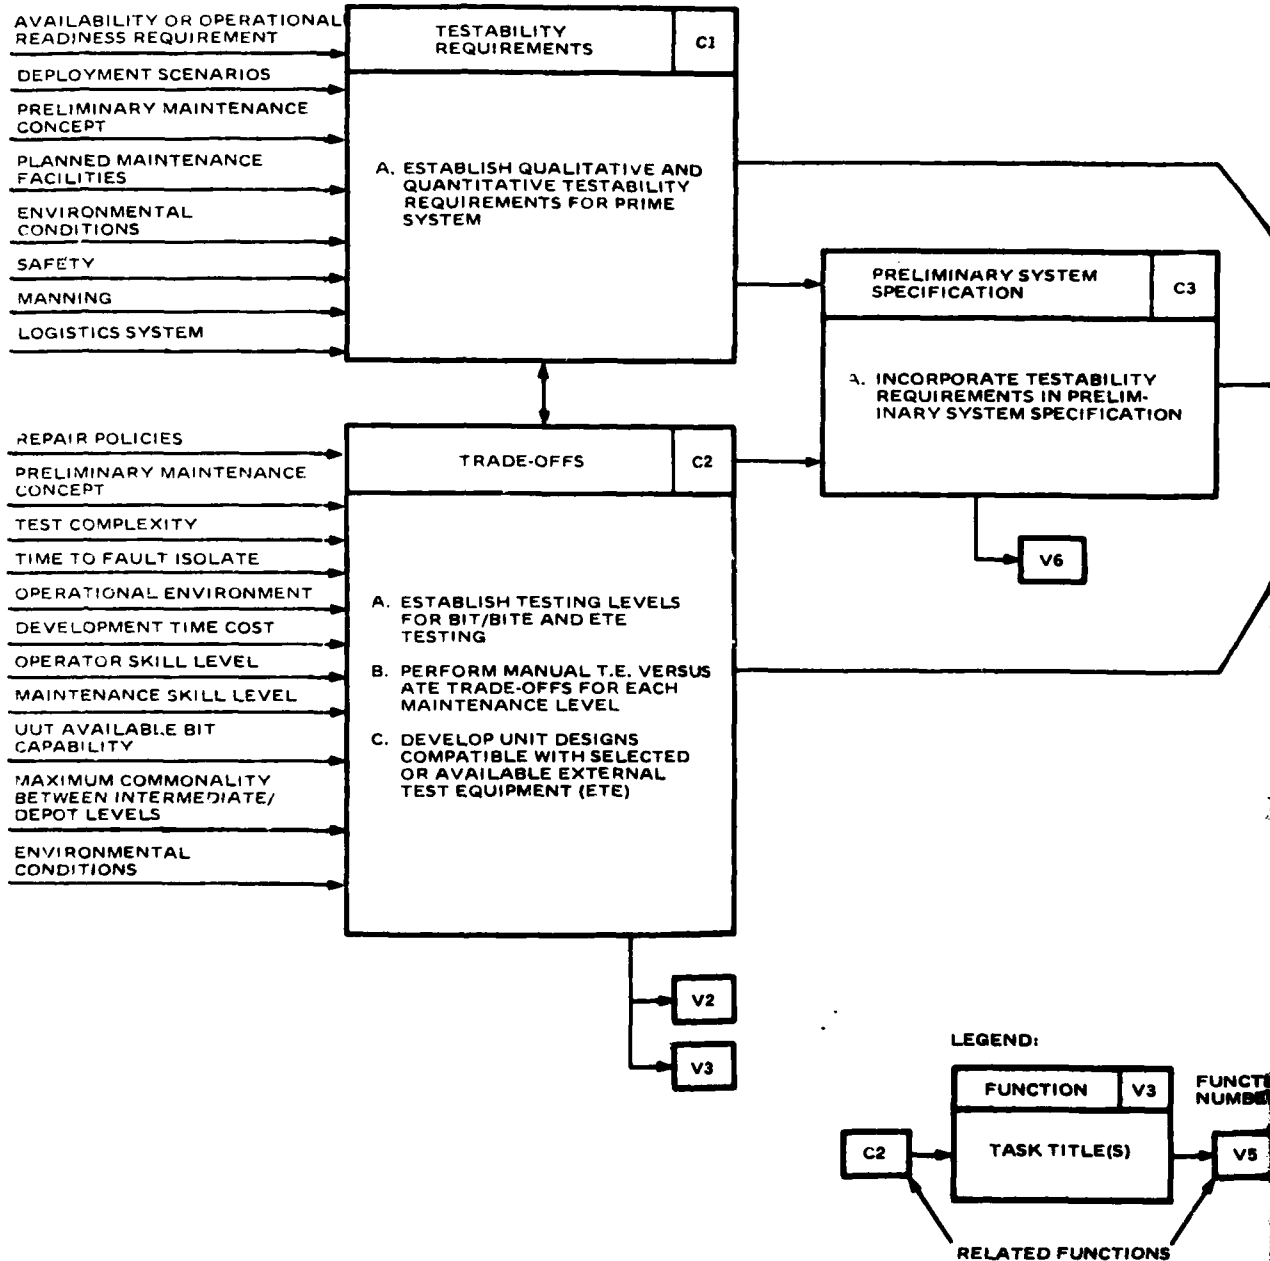 AVAILABILITY OR OPERATIONAL
READINESS REQUIREMENT
DEPLOYMENT SCENARIOS
PRELIMINARY MAINTENANCE
CONCEPT
PLANNED MAINTENANCE
FACILITIES
ENVIRONMENTAL
CONDITIONS
SAFETY
MANNING
LOGISTICS SYSTEM
TESTABILITY
REQUIREMENTS
C1
A. ESTABLISH QUALITATIVE AND
QUANTITATIVE TESTABILITY
REQUIREMENTS FOR PRIME
SYSTEM
PRELIMINARY SYSTEM
SPECIFICATION
C3
A. INCORPORATE TESTABILITY
REQUIREMENTS IN PRELIM-
INARY SYSTEM SPECIFICATION
V6
REPAIR POLICIES
PRELIMINARY MAINTENANCE
CONCEPT
TEST COMPLEXITY
TIME TO FAULT ISOLATE
OPERATIONAL ENVIRONMENT
DEVELOPMENT TIME COST
OPERATOR SKILL LEVEL
MAINTENANCE SKILL LEVEL
UUT AVAILABLE BIT
CAPABILITY
MAXIMUM COMMONALITY
BETWEEN INTERMEDIATE/
DEPOT LEVELS
ENVIRONMENTAL
CONDITIONS
TRADE-OFFS
C2
A. ESTABLISH TESTING LEVELS
FOR BIT/BITE AND ETE
TESTING
B. PERFORM MANUAL T.E. VERSUS
ATE TRADE-OFFS FOR EACH
MAINTENANCE LEVEL
C. DEVELOP UNIT DESIGNS
COMPATIBLE WITH SELECTED
OR AVAILABLE EXTERNAL
TEST EQUIPMENT (ETE)
V2
V3
LEGEND:
FUNCTION
V3
TASK TITLE(S)
C2
V5
RELATED FUNCTIONS